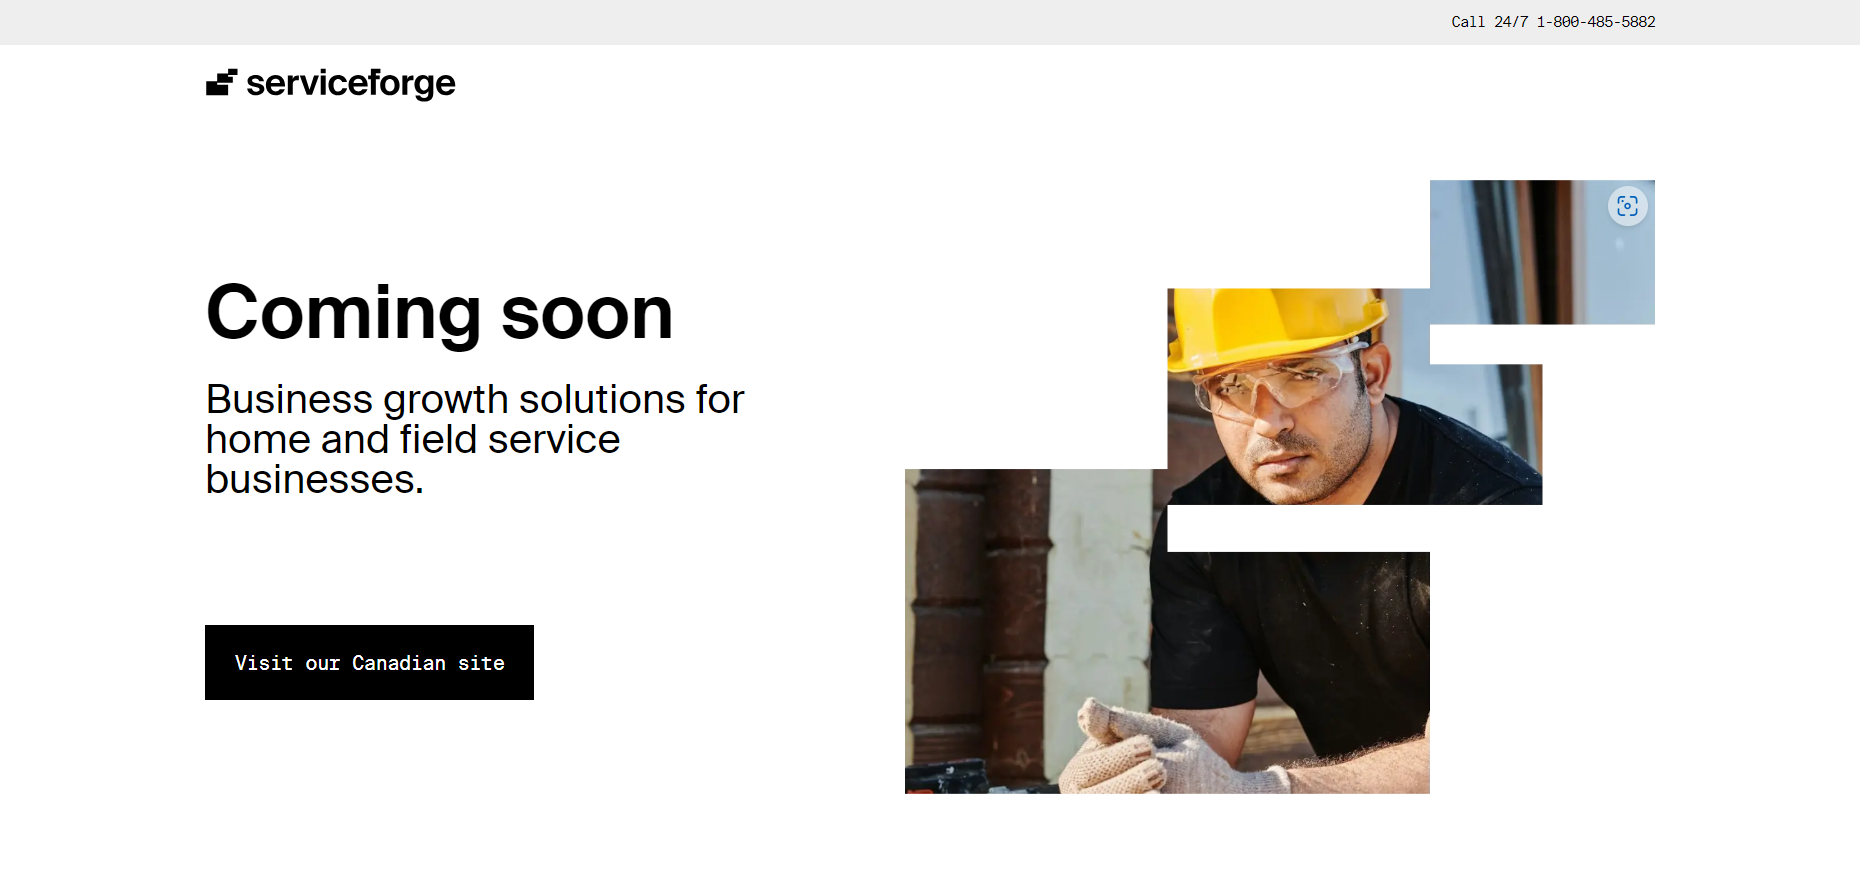 Call 24/7 1-800-485-5882
serviceforge
Coming soon
Business growth solutions for
home and field service
businesses.
Visit our Canadian site